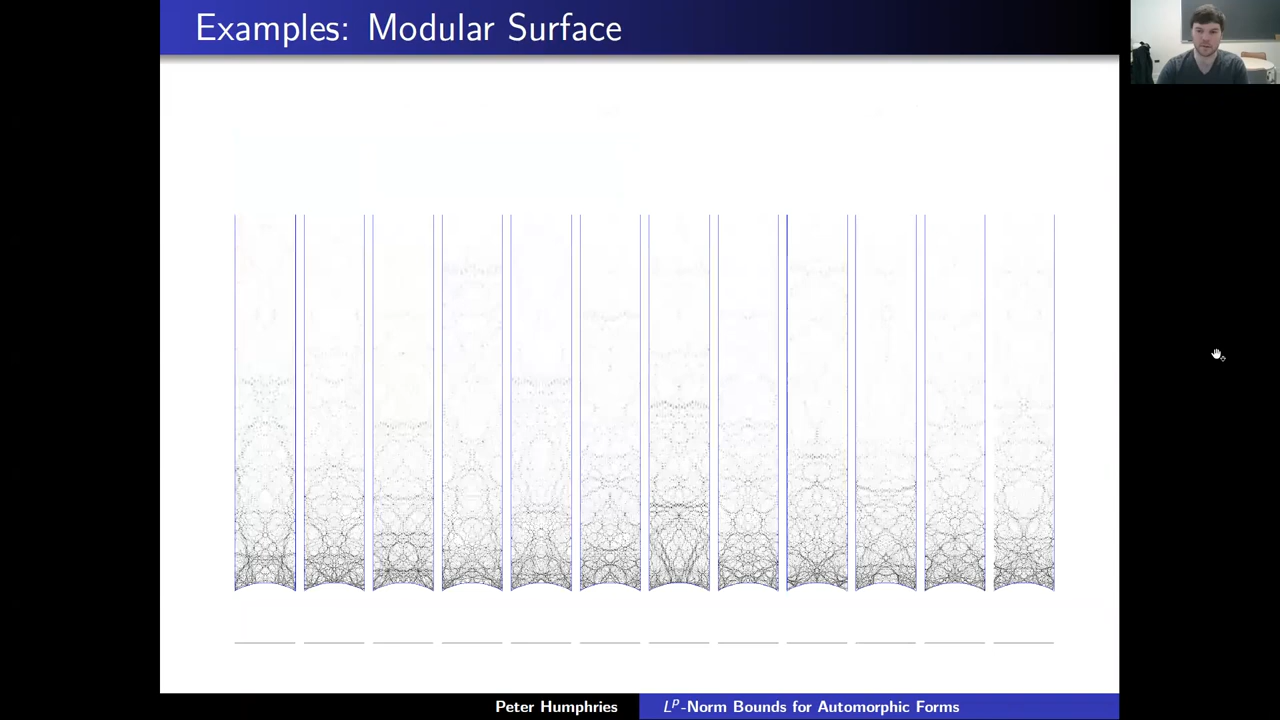 Examples: Modular Surface
Peter Humphries
L^p-Norm Bounds for Automorphic Forms